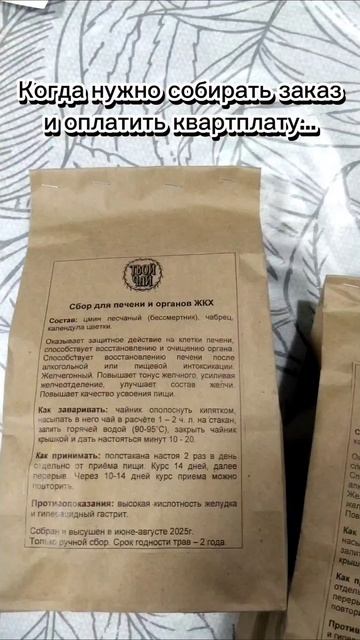 Когда нужно собирать заказ
и оплатить квартплату...
ТВОЙ
ЧАЙ
Сбор для печени и органов ЖКХ
Состав: цмин песчаный (бессмертник), чабрец,
календула цветки.
Оказывает защитное действие на клетки печени,
способствует восстановлению и очищению органа.
Способствует восстановлению печени после
алкогольной или пищевой интоксикации.
Желчегонный. Повышает тонус желчного, усиливая
желчеотделение, улучшает состав желчи.
Повышает качество усвоения пищи.
Как заваривать: чайник ополоснуть кипятком,
насыпать в него чай в расчёте 1 – 2 ч. л. на стакан,
залить горячей водой (90-95°С), закрыть чайник
крышкой и дать настояться минут 10 - 20.
Как принимать: полстакана настоя 2 раз в день
отдельно от приёма пищи. Курс 14 дней, далее
перерыв. Через 10-14 дней курс приема можно
повторить.
Противопоказания: высокая кислотность желудка
и гиперацидный гастрит.
Собран и высушен в июне-августе 2025г.
Только ручной сбор. Срок годности трав – 2 года.